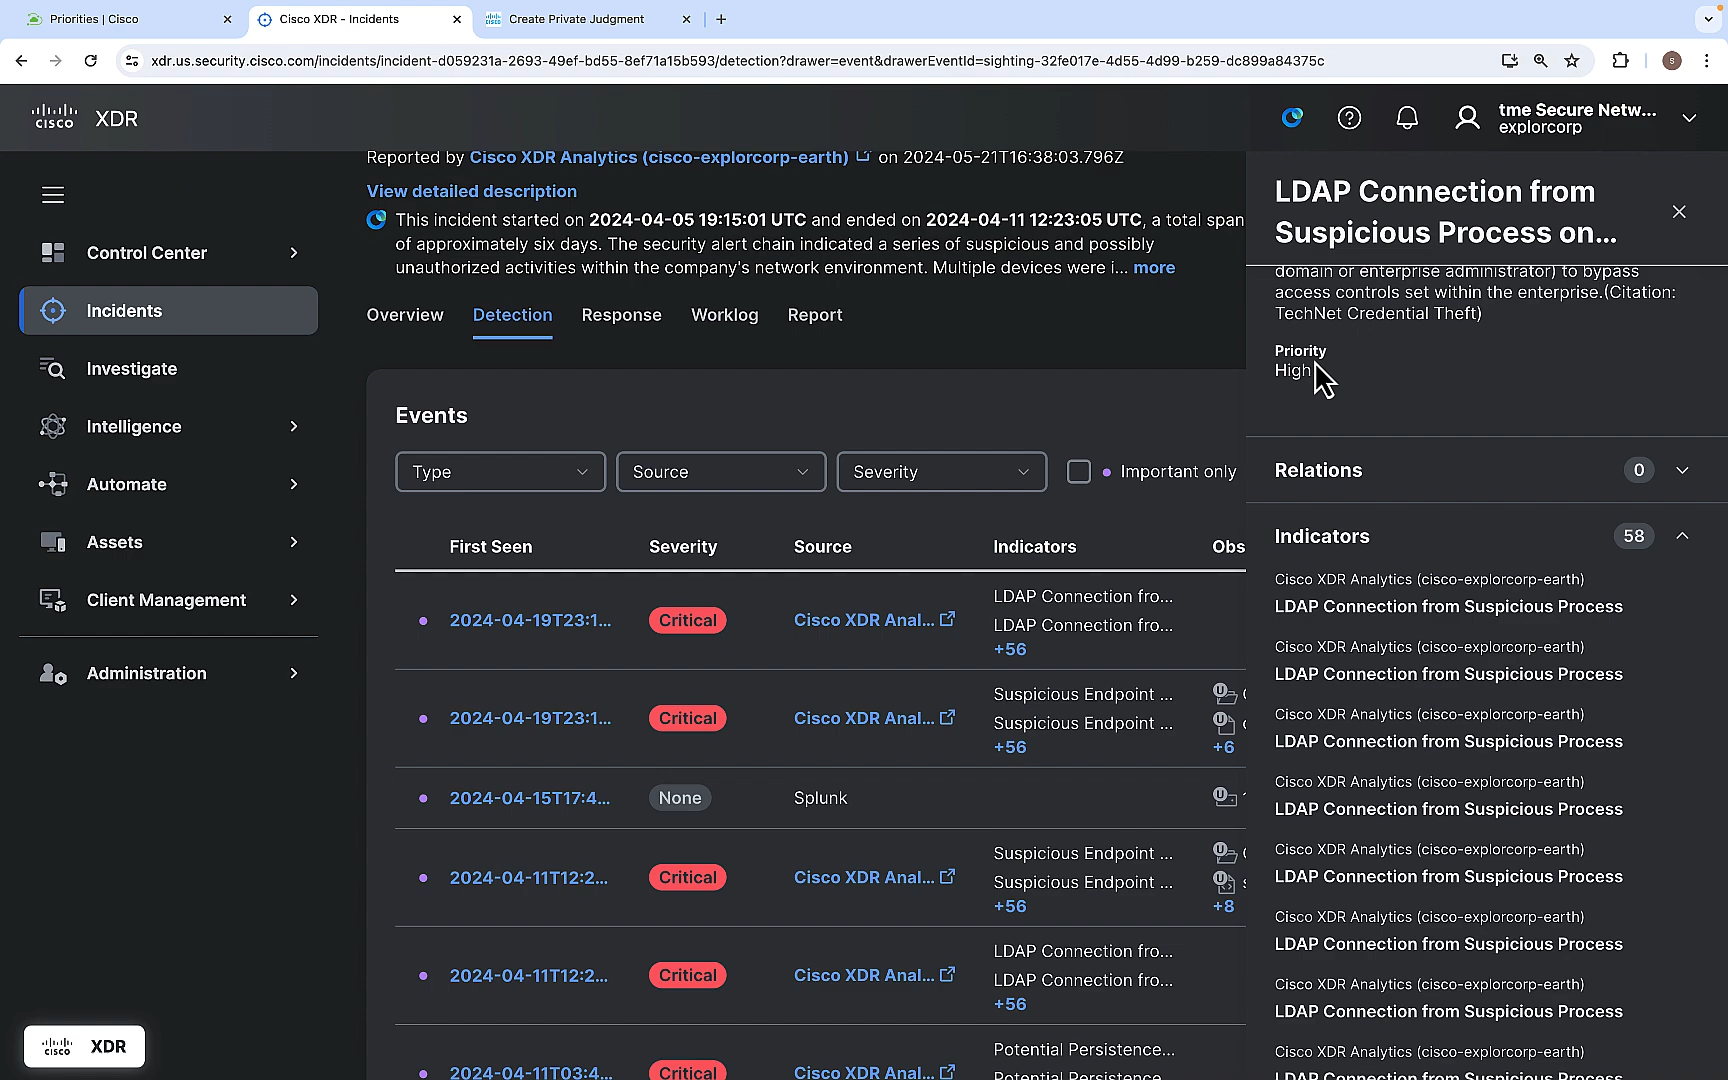 Priorities | Cisco
Cisco XDR - Incidents
Create Private Judgment
xdr.us.security.cisco.com/incidents/incident-d059231a-2693-49ef-bd55-8ef71a15b593/detection?drawer=event&drawerEventId=sighting-32fe017e-4d55-4d99-b259-dc899a84375c
S
CISCO XDR
tme Secure Netw...
explorcorp
Control Center
Incidents
Investigate
Intelligence
Automate
Assets
Client Management
Administration
CISCO XDR
Reported by Cisco XDR Analytics (cisco-explorcorp-earth) on 2024-05-21T16:38:03.796Z
View detailed description
This incident started on 2024-04-05 19:15:01 UTC and ended on 2024-04-11 12:23:05 UTC, a total span
of approximately six days. The security alert chain indicated a series of suspicious and possibly
unauthorized activities within the company's network environment. Multiple devices were i... more
Overview Detection Response Worklog Report
Events
Type Source Severity Important only
First Seen Severity Source Indicators Obs
2024-04-19T23:1... Critical Cisco XDR Anal... LDAP Connection fro...
LDAP Connection fro...
+56
2024-04-19T23:1... Critical Cisco XDR Anal... Suspicious Endpoint ...
Suspicious Endpoint ...
+56 +6
2024-04-15T17:4... None Splunk
2024-04-11T12:2... Critical Cisco XDR Anal... Suspicious Endpoint ...
Suspicious Endpoint ...
+56 +8
2024-04-11T12:2... Critical Cisco XDR Anal... LDAP Connection fro...
LDAP Connection fro...
+56
2024-04-11T03:4... Critical Cisco XDR Anal... Potential Persistence...
Potential Persistence
LDAP Connection from
Suspicious Process on...
domain or enterprise administrator) to bypass
access controls set within the enterprise.(Citation:
TechNet Credential Theft)
Priority
High
Relations 0
Indicators 58
Cisco XDR Analytics (cisco-explorcorp-earth)
LDAP Connection from Suspicious Process
Cisco XDR Analytics (cisco-explorcorp-earth)
LDAP Connection from Suspicious Process
Cisco XDR Analytics (cisco-explorcorp-earth)
LDAP Connection from Suspicious Process
Cisco XDR Analytics (cisco-explorcorp-earth)
LDAP Connection from Suspicious Process
Cisco XDR Analytics (cisco-explorcorp-earth)
LDAP Connection from Suspicious Process
Cisco XDR Analytics (cisco-explorcorp-earth)
LDAP Connection from Suspicious Process
Cisco XDR Analytics (cisco-explorcorp-earth)
LDAP Connection from Suspicious Process
Cisco XDR Analytics (cisco-explorcorp-earth)
LDAP Connection from Suspicious Process